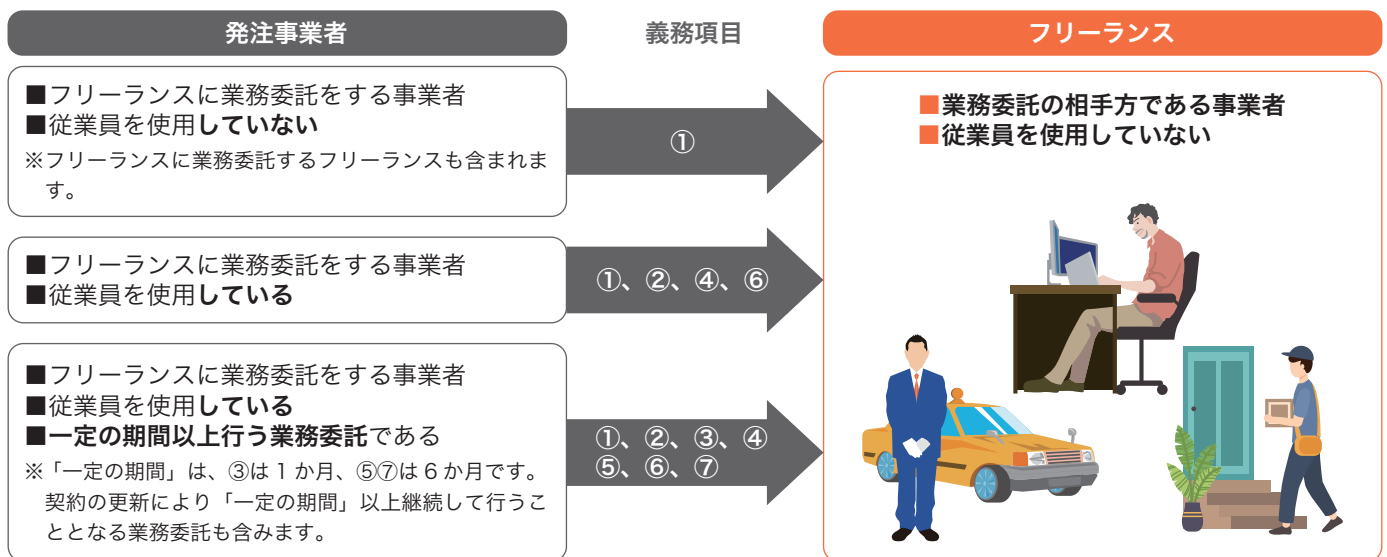 発注事業者
義務項目
フリーランス
■フリーランスに業務委託をする事業者
■従業員を使用していない
※フリーランスに業務委託するフリーランスも含まれま
す。
①
■業務委託の相手方である事業者
■従業員を使用していない
■フリーランスに業務委託をする事業者
■従業員を使用している
①、②、④、⑥
■フリーランスに業務委託をする事業者
■従業員を使用している
■一定の期間以上行う業務委託である
※「一定の期間」は、③は 1 か月、⑤⑦は 6 か月です。
契約の更新により「一定の期間」以上継続して行うこ
ととなる業務委託も含みます。
①、②、③、④
⑤、⑥、⑦